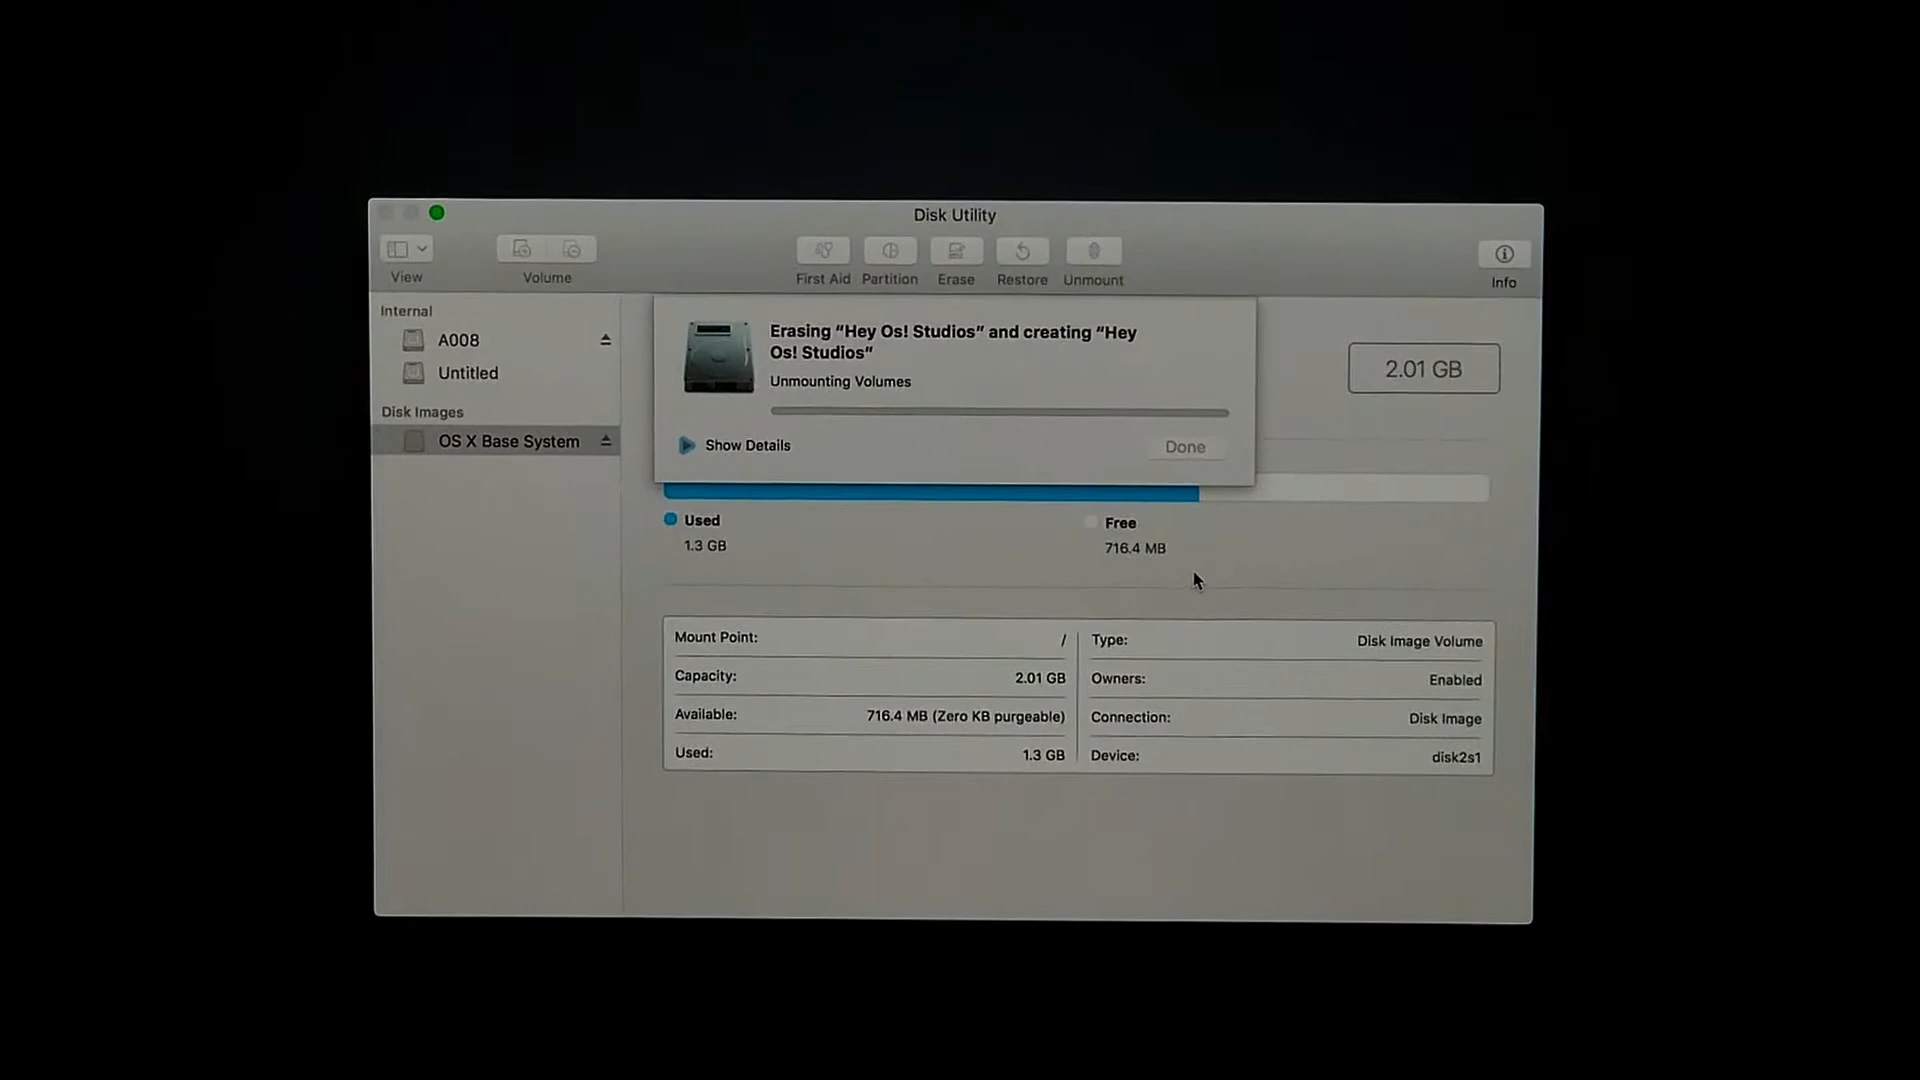 Disk Utility
View
Volume
First Aid
Partition
Erase
Restore
Unmount
Info
Internal
A008
Untitled
Disk Images
OS X Base System
Erasing “Hey Os! Studios” and creating “Hey
Os! Studios”
Unmounting Volumes
Show Details
Done
2.01 GB
Used
1.3 GB
Free
716.4 MB
Mount Point: /
Capacity: 2.01 GB
Available: 716.4 MB (Zero KB purgeable)
Used: 1.3 GB
Type: Disk Image Volume
Owners: Enabled
Connection: Disk Image
Device: disk2s1